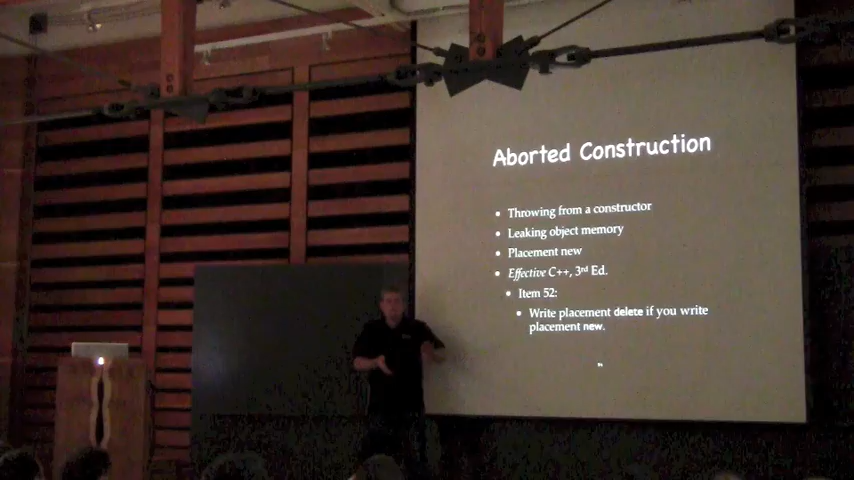 Aborted Construction
• Throwing from a constructor
• Leaking object memory
• Placement new
• Effective C++, 3rd Ed.
• Item 52:
• Write placement delete if you write
placement new.